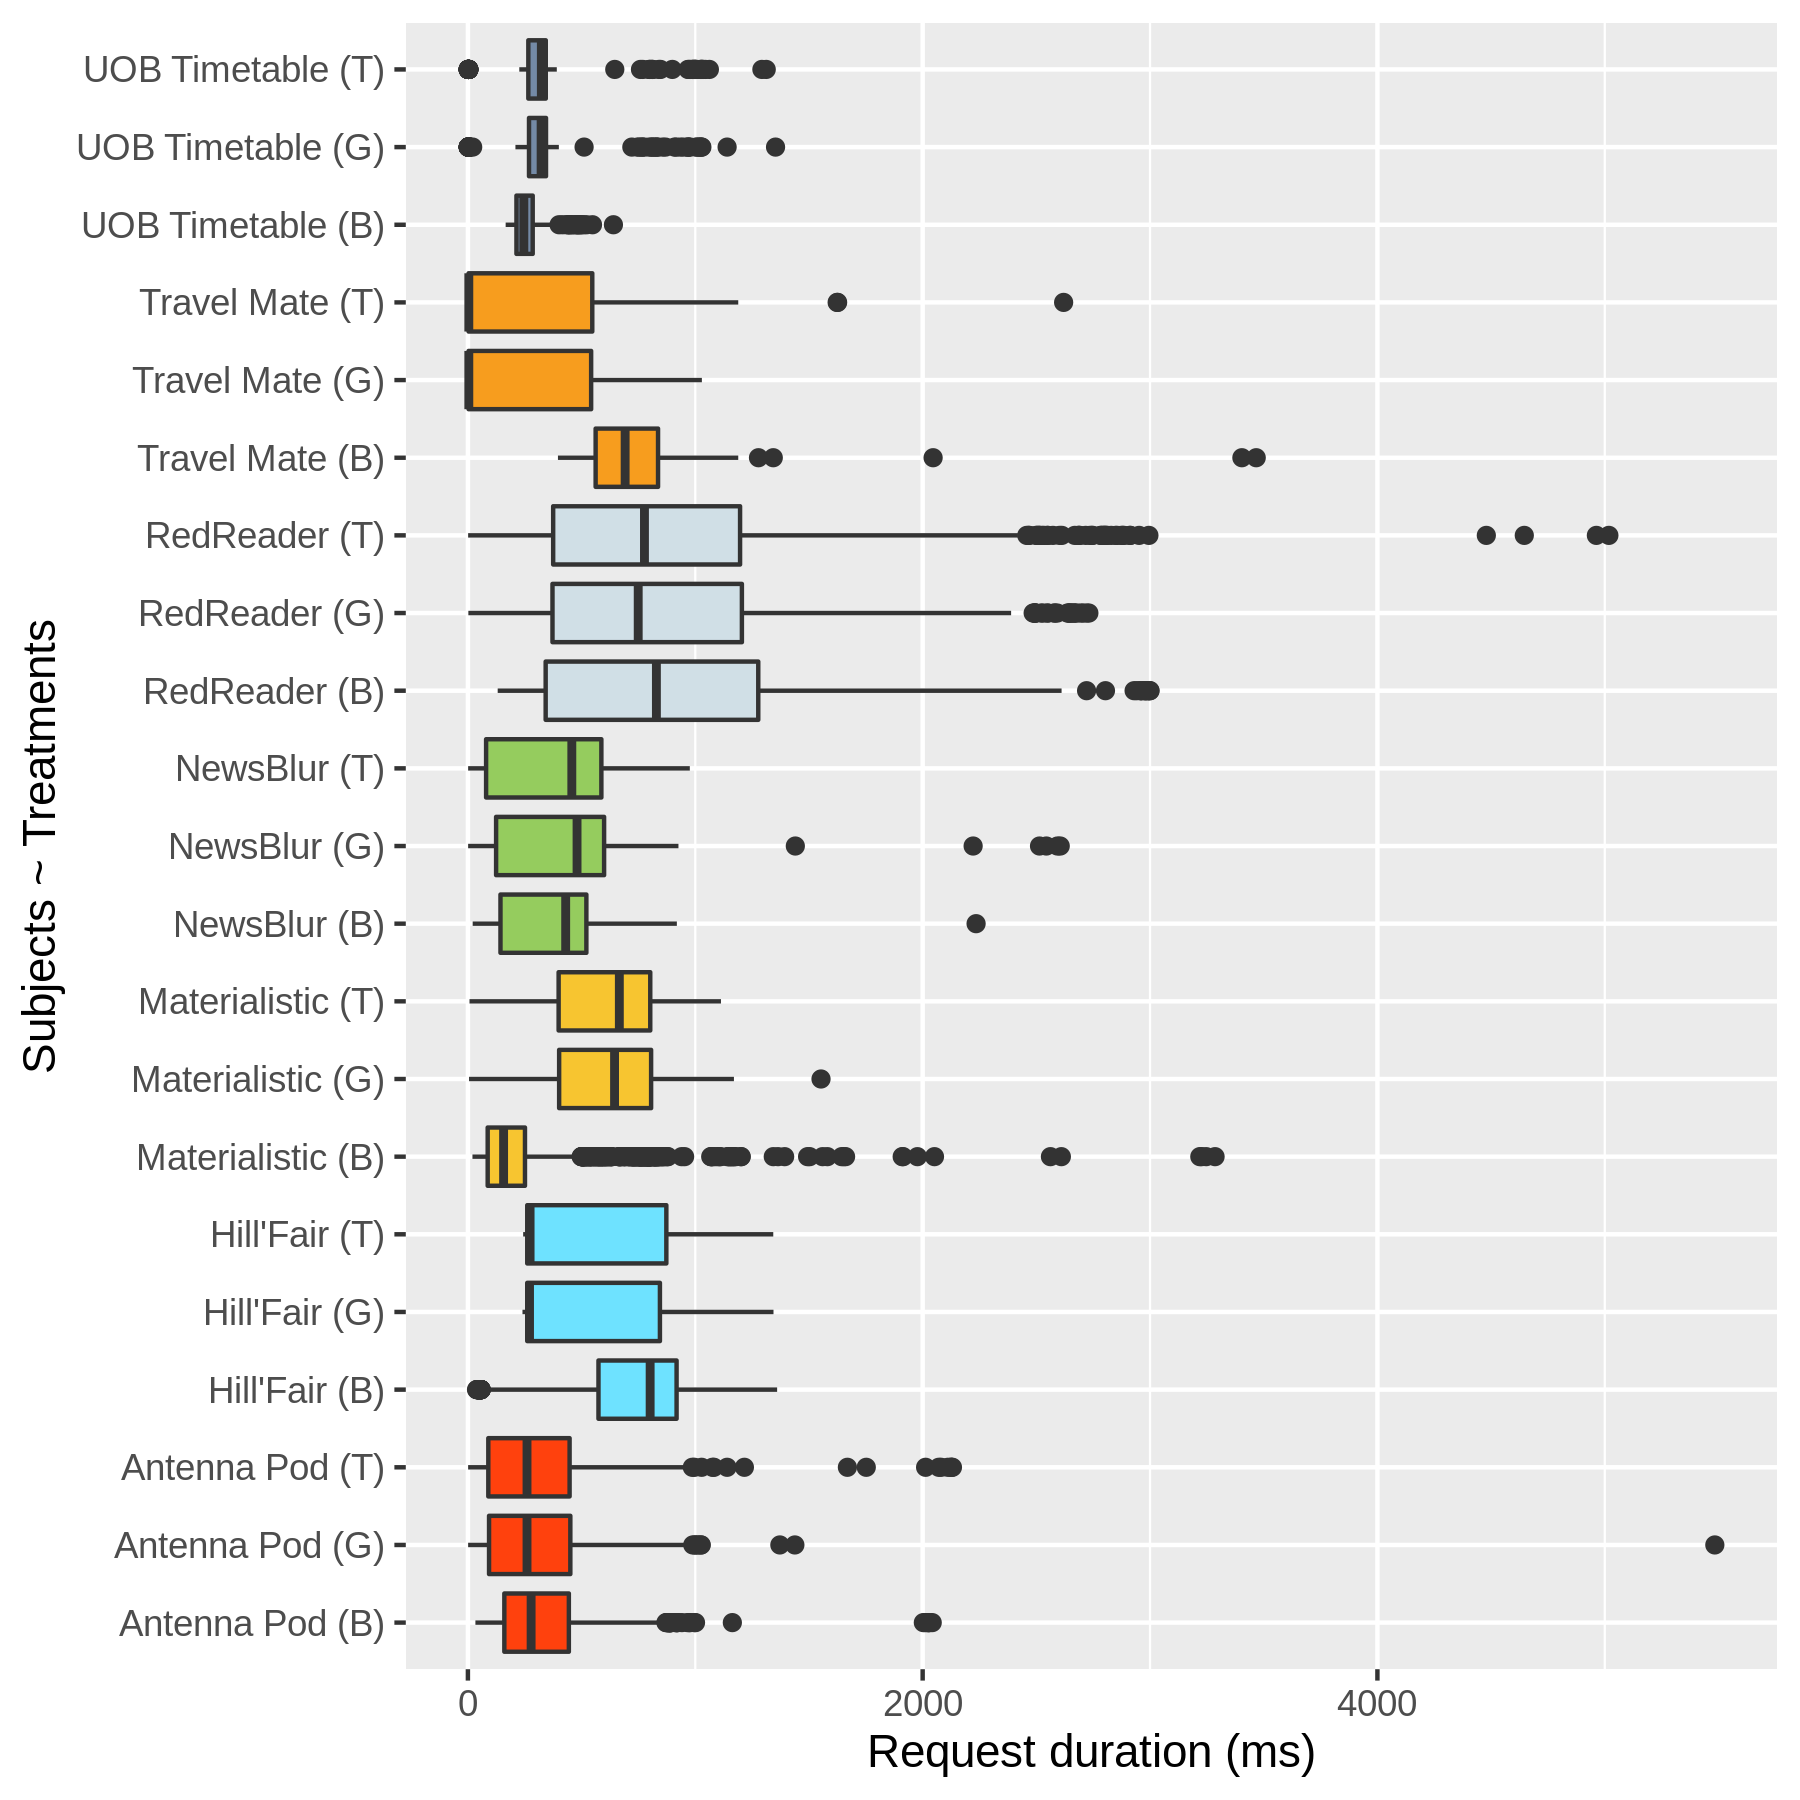 Subjects ~ Treatments
UOB Timetable (T)
UOB Timetable (G)
UOB Timetable (B)
Travel Mate (T)
Travel Mate (G)
Travel Mate (B)
RedReader (T)
RedReader (G)
RedReader (B)
NewsBlur (T)
NewsBlur (G)
NewsBlur (B)
Materialistic (T)
Materialistic (G)
Materialistic (B)
Hill'Fair (T)
Hill'Fair (G)
Hill'Fair (B)
Antenna Pod (T)
Antenna Pod (G)
Antenna Pod (B)
0 2000 4000
Request duration (ms)